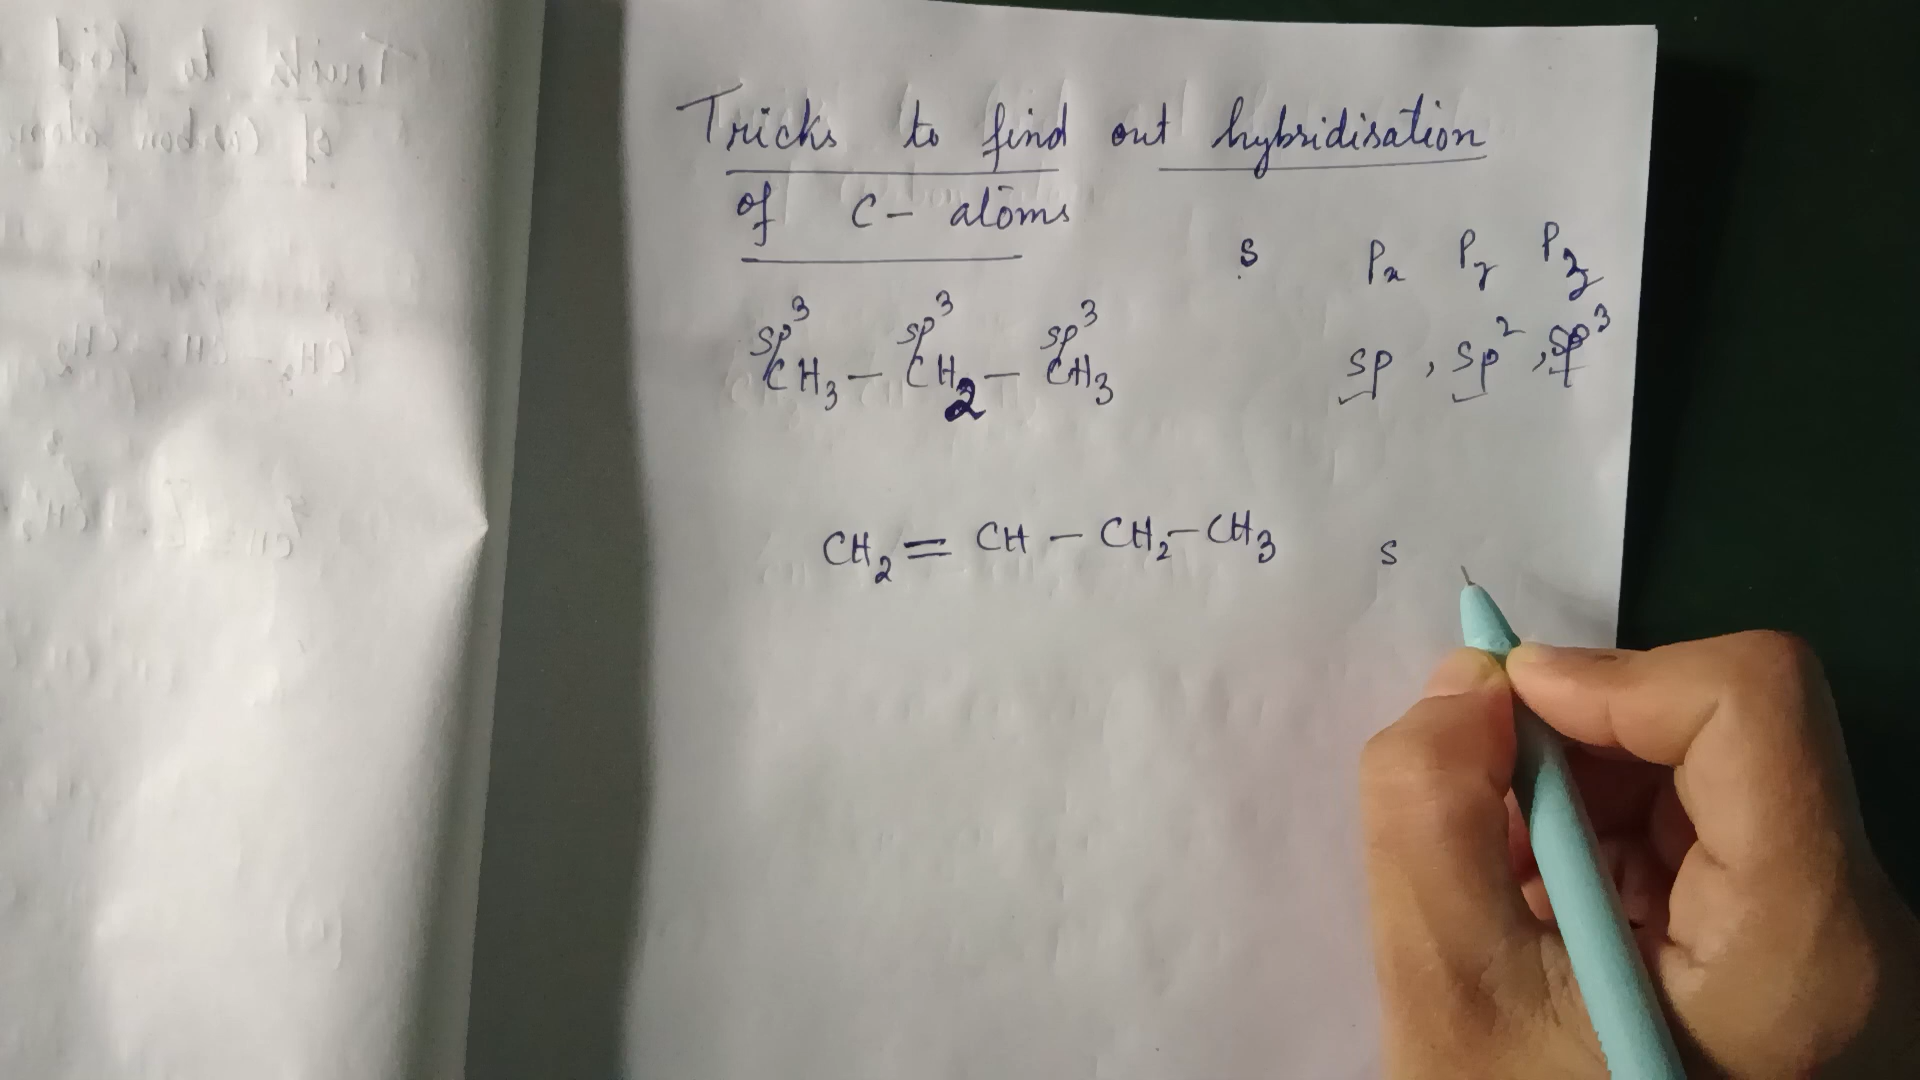 Tricks to find out hybridisation
of C- atoms
s Px Py Pz
sp³ sp³ sp³
CH₃ – CH₂ – CH₃ sp , sp² , sp³
CH₂ = CH – CH₂ – CH₃ s